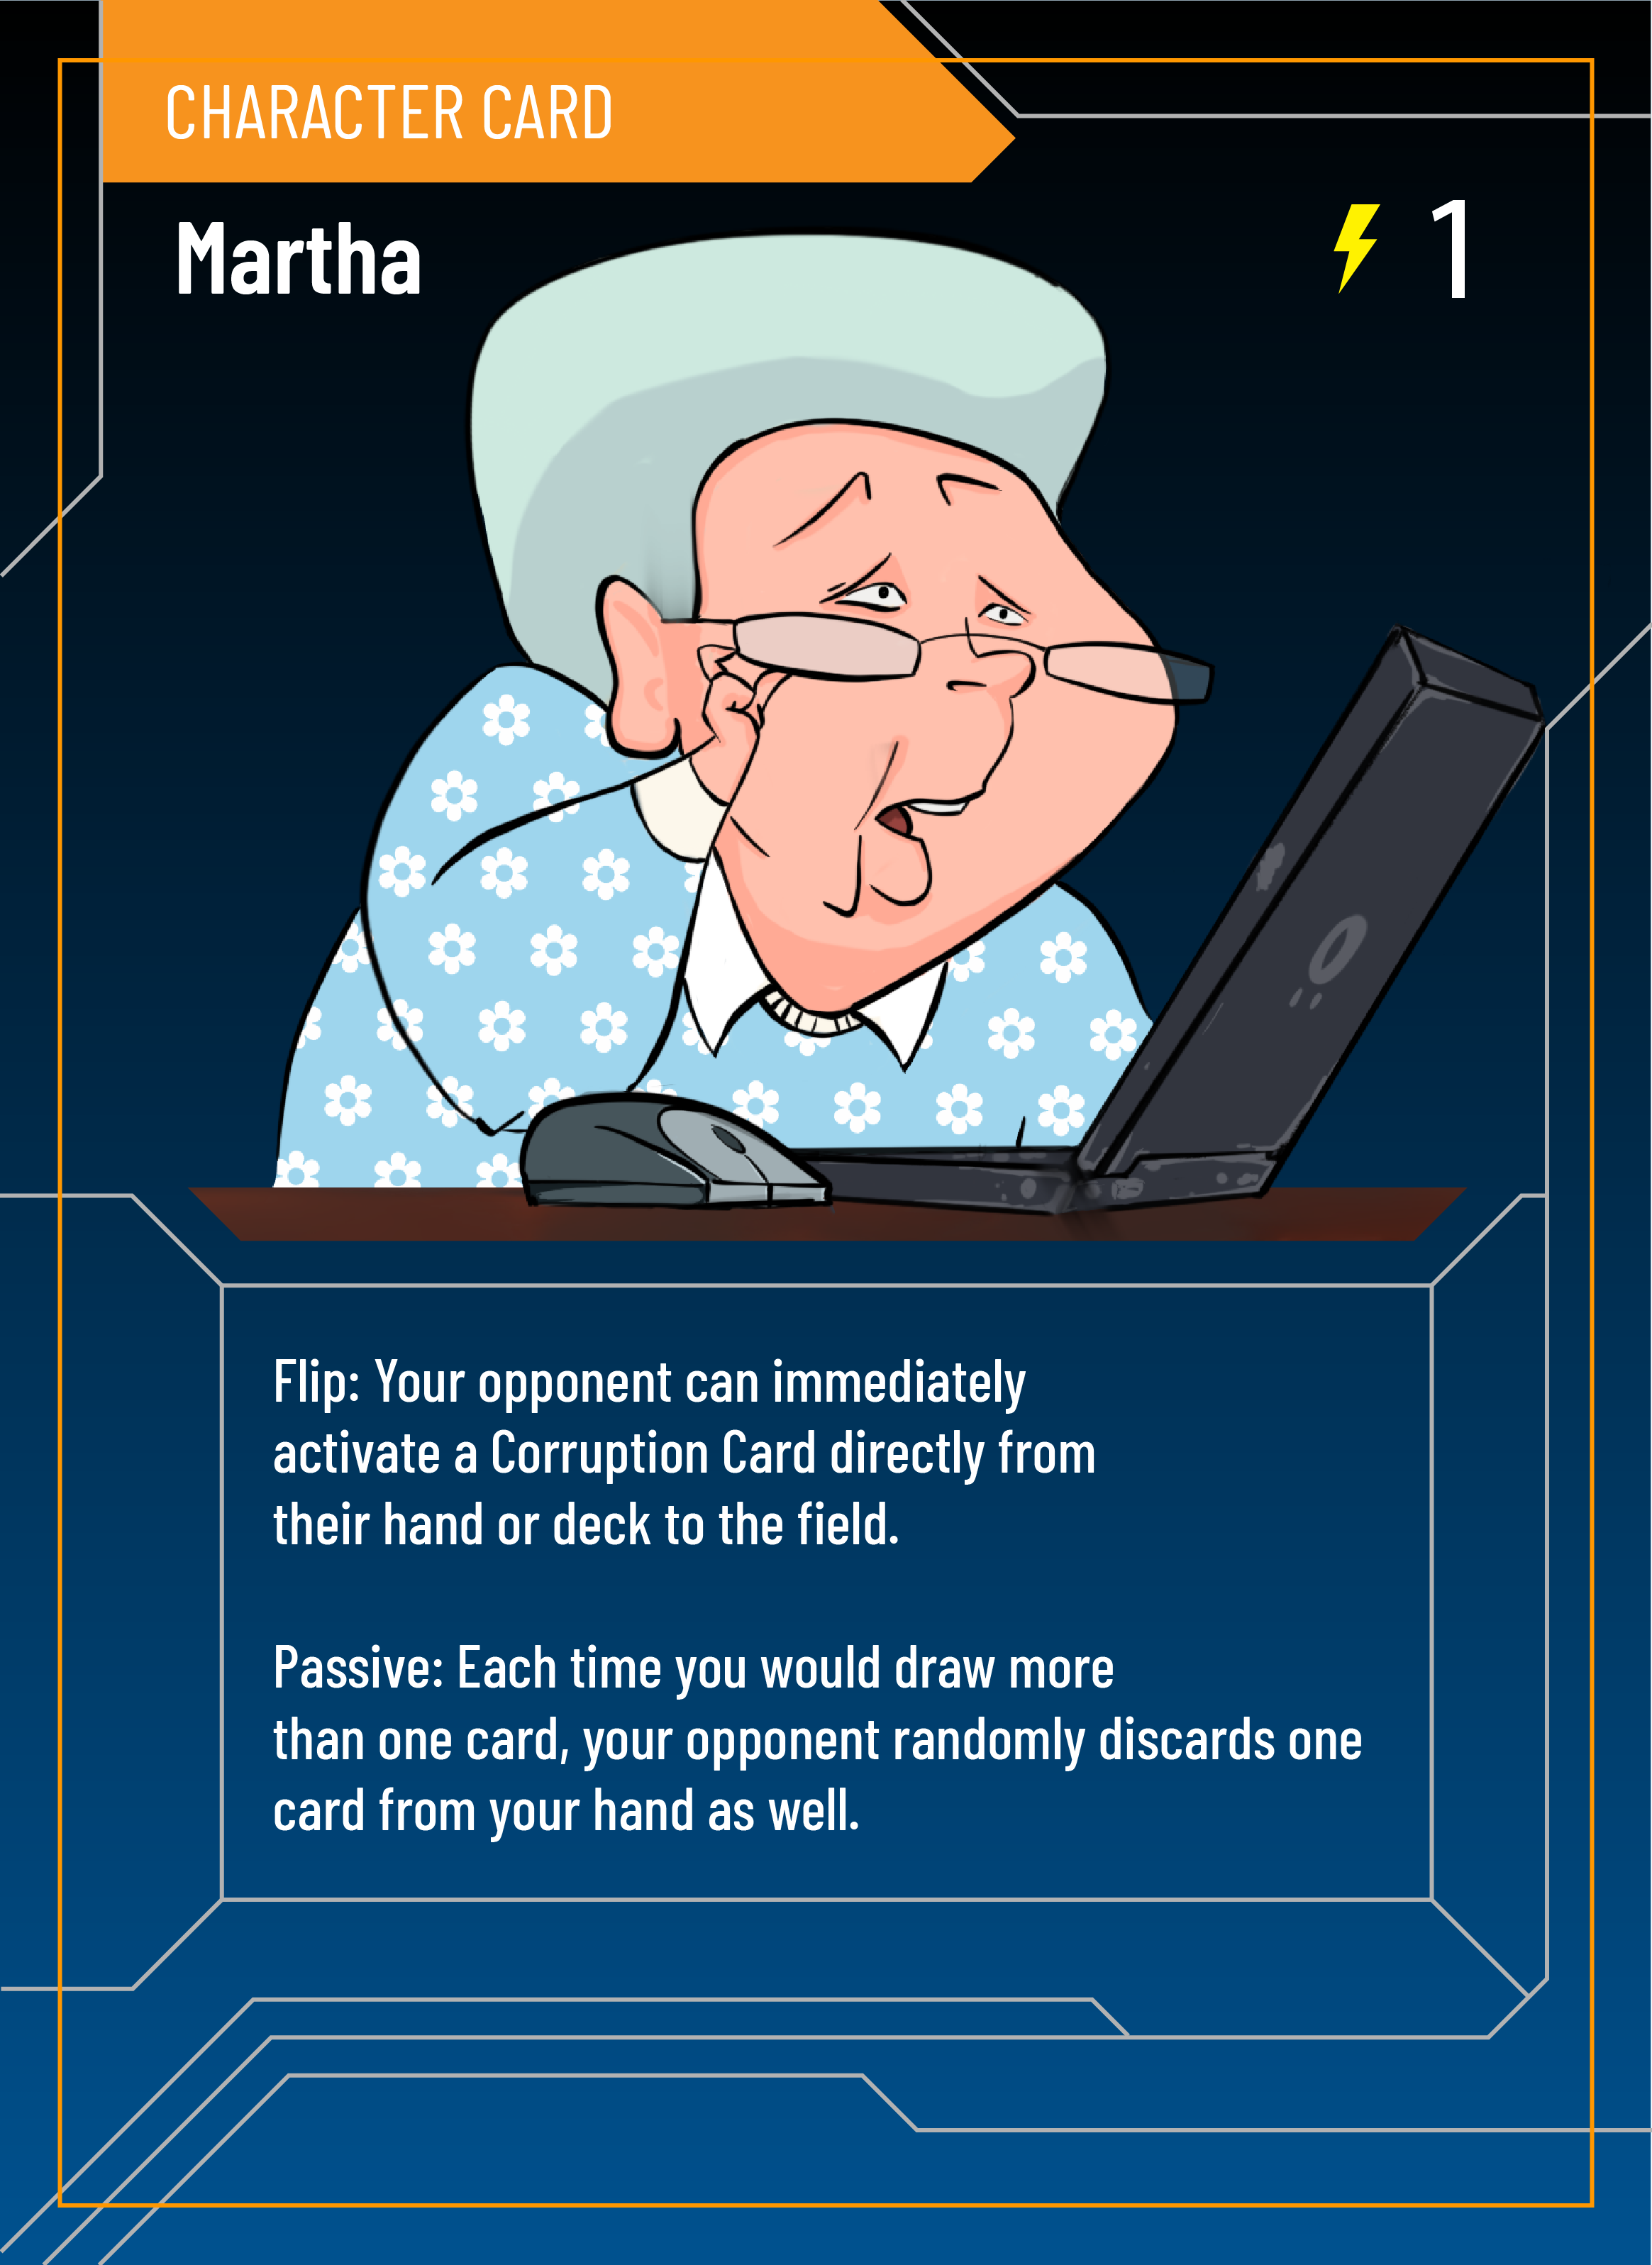 CHARACTER CARD
Martha
1
Flip: Your opponent can immediately
activate a Corruption Card directly from
their hand or deck to the field.
Passive: Each time you would draw more
than one card, your opponent randomly discards one
card from your hand as well.